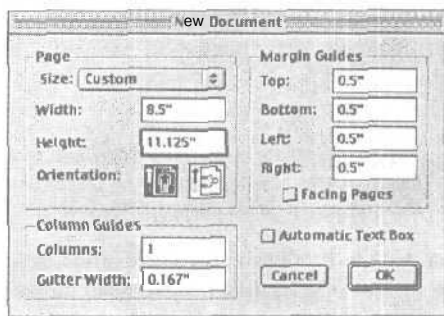 New Document
Page
Size: Custom
Width: 8.5"
Height: 11.125"
Orientation:
Column Guides
Columns: 1
Gutter Width: 0.167"
Margin Guides
Top: 0.5"
Bottom: 0.5"
Left: 0.5"
Right: 0.5"
Facing Pages
Automatic Text Box
Cancel
OK